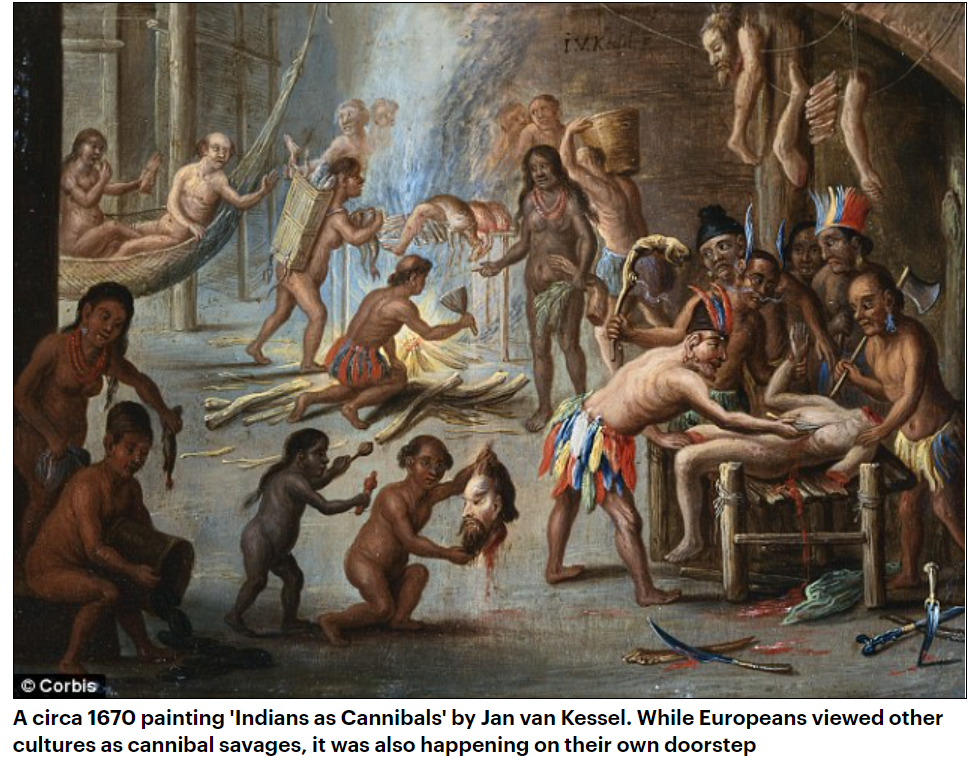 I.V.Kessel F
© Corbis
A circa 1670 painting 'Indians as Cannibals' by Jan van Kessel. While Europeans viewed other
cultures as cannibal savages, it was also happening on their own doorstep